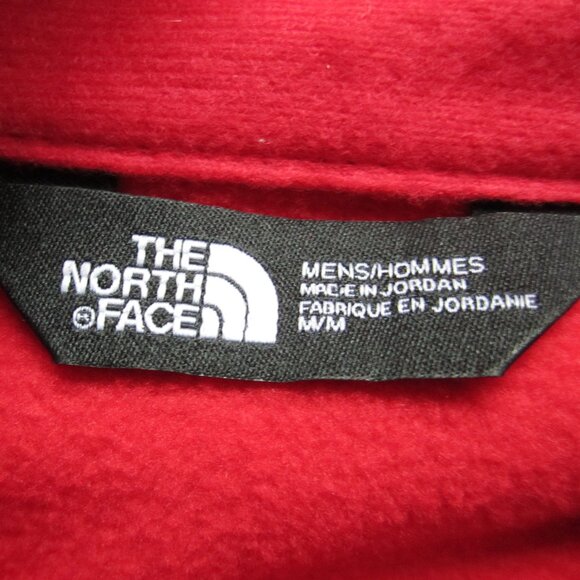 THE
NORTH
®FACE
MENS/HOMMES
MADE IN JORDAN
FABRIQUE EN JORDANIE
M/M